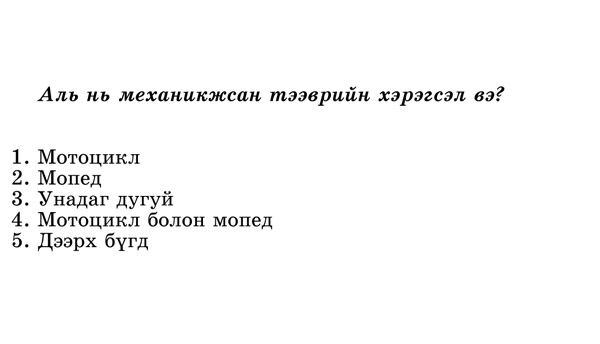 Аль нь механикжсан тээврийн хэрэгсэл вэ?
1. Мотоцикл
2. Мопед
3. Унадаг дугуй
4. Мотоцикл болон мопед
5. Дээрх бүгд